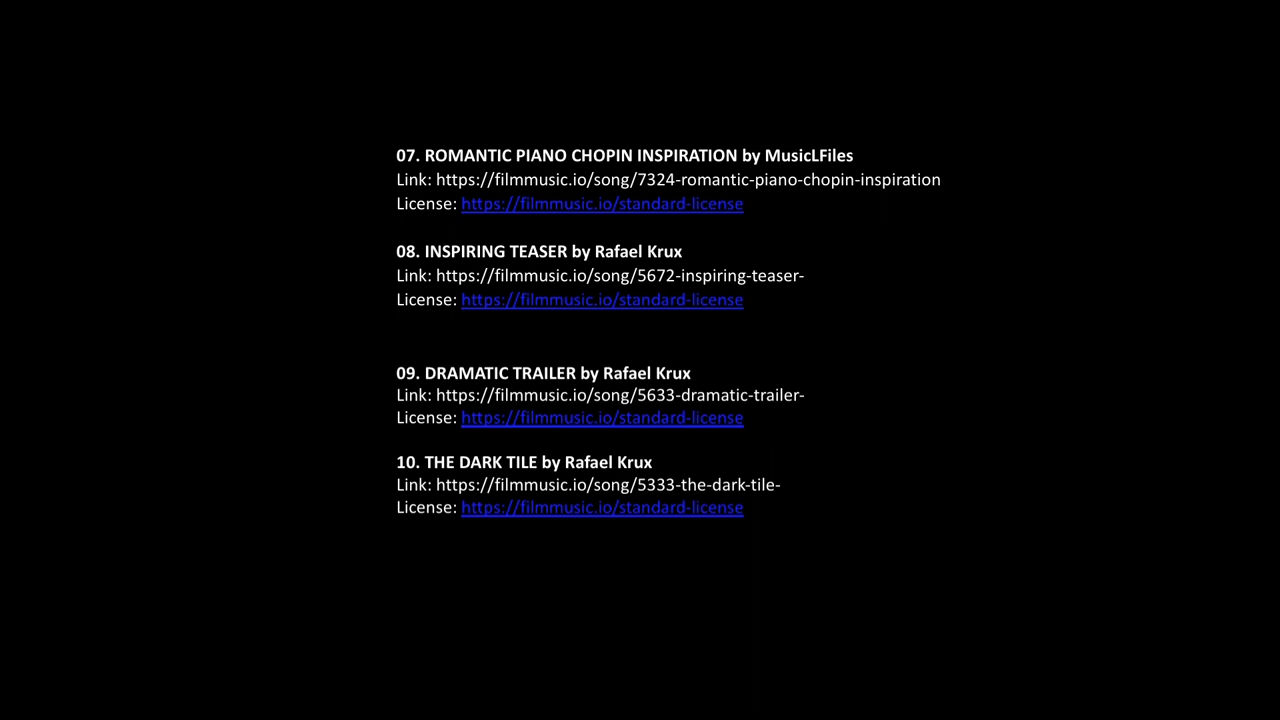 07. ROMANTIC PIANO CHOPIN INSPIRATION by MusicLFiles
Link: https://filmmusic.io/song/7324-romantic-piano-chopin-inspiration
License: https://filmmusic.io/standard-license
08. INSPIRING TEASER by Rafael Krux
Link: https://filmmusic.io/song/5672-inspiring-teaser-
License: https://filmmusic.io/standard-license
09. DRAMATIC TRAILER by Rafael Krux
Link: https://filmmusic.io/song/5633-dramatic-trailer-
License: https://filmmusic.io/standard-license
10. THE DARK TILE by Rafael Krux
Link: https://filmmusic.io/song/5333-the-dark-tile-
License: https://filmmusic.io/standard-license